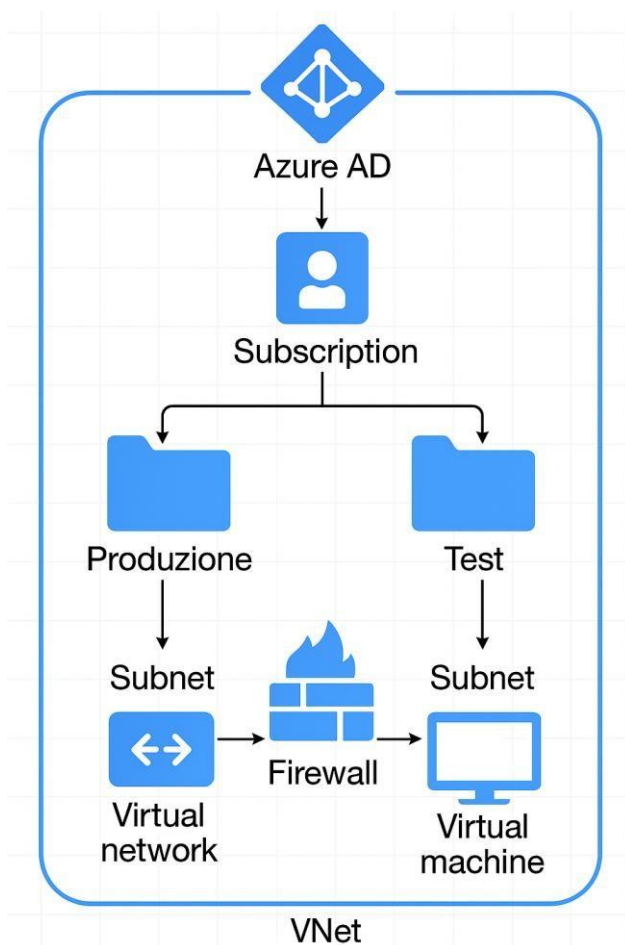 Azure AD
Subscription
Produzione
Test
Subnet
Subnet
Firewall
Virtual
network
Virtual
machine
VNet